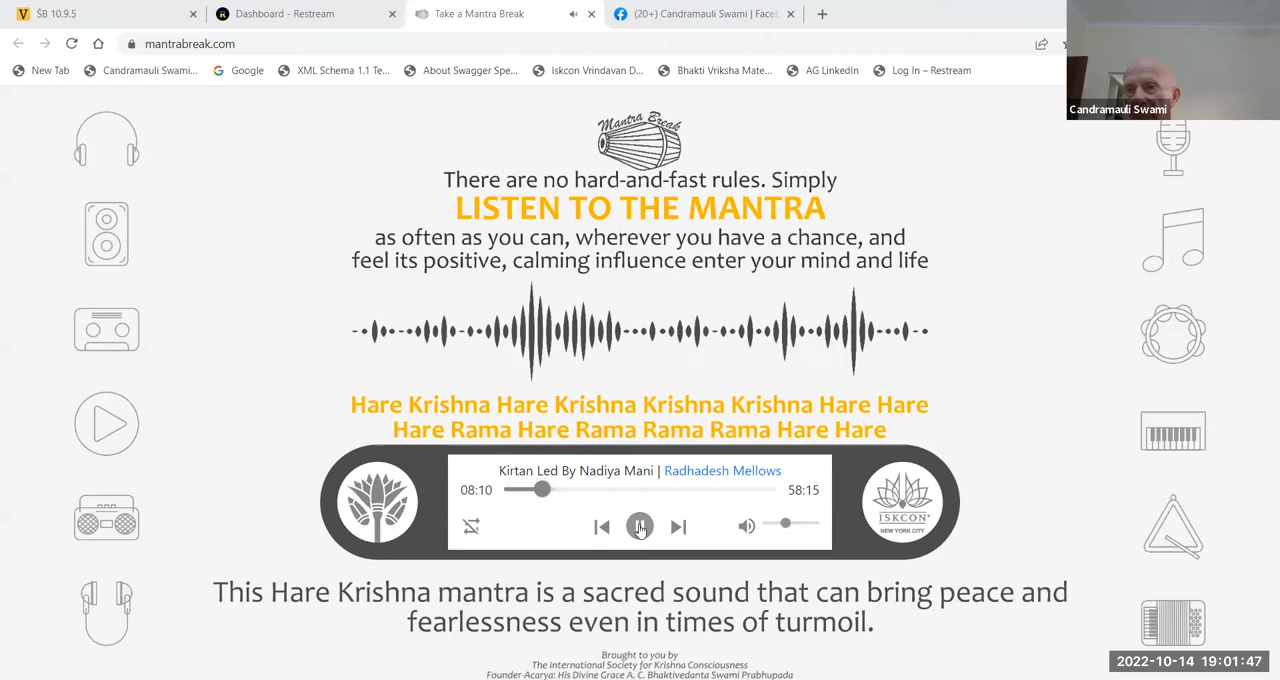 ŚB 10.9.5
Dashboard - Restream
Take a Mantra Break
(20+) Candramauli Swami | Face
mantrabreak.com
New Tab
Candramauli Swami...
Google
XML Schema 1.1 Te...
About Swagger Spe...
Iskcon Vrindavan D...
Bhakti Vriksha Mate...
AG LinkedIn
Log In – Restream
Candramauli Swami
Mantra Break
There are no hard-and-fast rules. Simply
LISTEN TO THE MANTRA
as often as you can, wherever you have a chance, and
feel its positive, calming influence enter your mind and life
Hare Krishna Hare Krishna Krishna Krishna Hare Hare
Hare Rama Hare Rama Rama Rama Hare Hare
Kirtan Led By Nadiya Mani | Radhadesh Mellows
08:10
58:15
ISKCON
NEW YORK CITY
This Hare Krishna mantra is a sacred sound that can bring peace and
fearlessness even in times of turmoil.
Brought to you by
The International Society for Krishna Consciousness
Founder-Acarya: His Divine Grace A. C. Bhaktivedanta Swami Prabhupada
2022-10-14 19:01:47